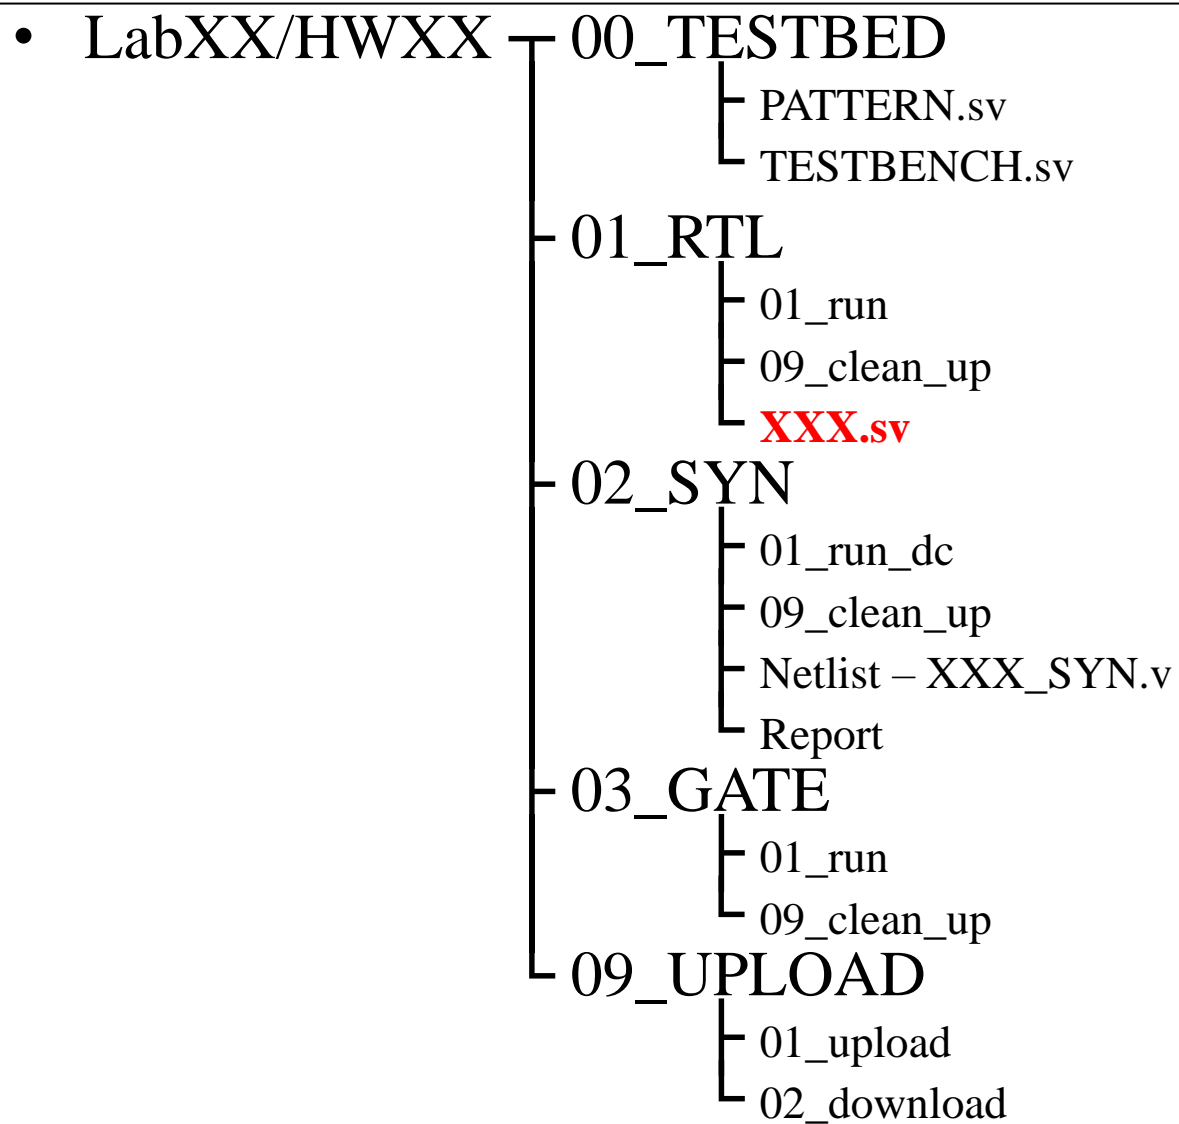 • LabXX/HWXX 00_TESTBED
PATTERN.sv
TESTBENCH.sv
01_RTL
01_run
09_clean_up
XXX.sv
02_SYN
01_run_dc
09_clean_up
Netlist – XXX_SYN.v
Report
03_GATE
01_run
09_clean_up
09_UPLOAD
01_upload
02_download